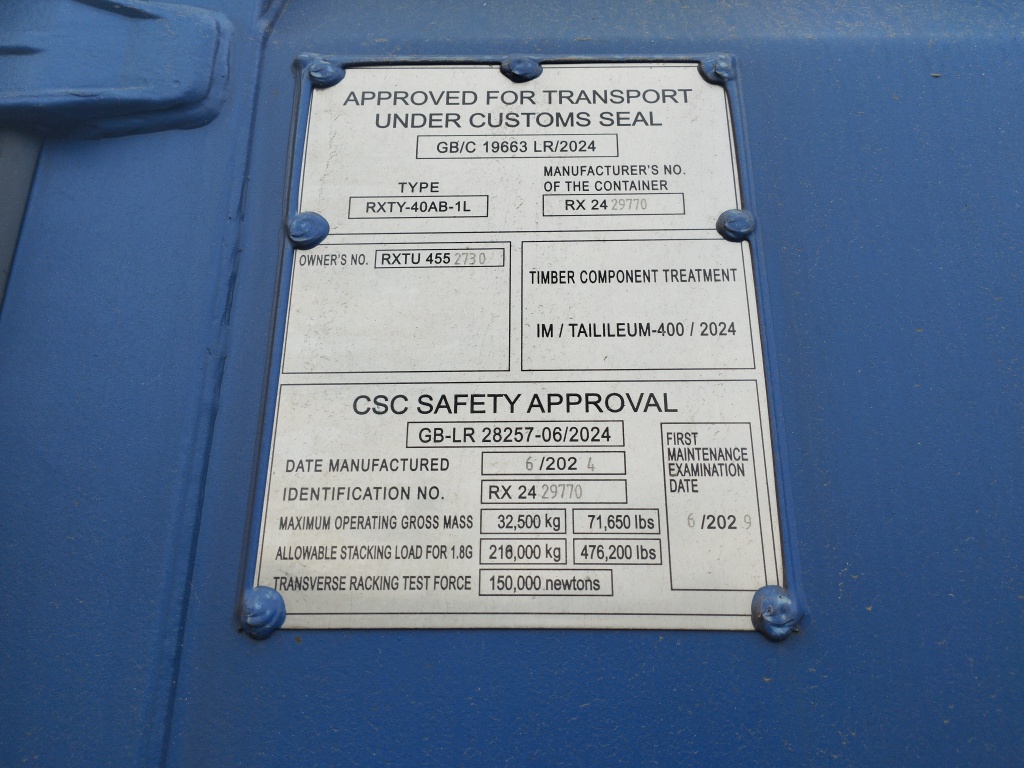 APPROVED FOR TRANSPORT
UNDER CUSTOMS SEAL
GB/C 19663 LR/2024
TYPE
RXTY-40AB-1L
MANUFACTURER'S NO.
OF THE CONTAINER
RX 24 29770
OWNER'S NO. RXTU 455 2730
TIMBER COMPONENT TREATMENT
IM / TAILILEUM-400 / 2024
CSC SAFETY APPROVAL
GB-LR 28257-06/2024
DATE MANUFACTURED 6 /202 4
IDENTIFICATION NO. RX 24 29770
MAXIMUM OPERATING GROSS MASS 32,500 kg 71,650 lbs
ALLOWABLE STACKING LOAD FOR 1.8G 216,000 kg 476,200 lbs
TRANSVERSE RACKING TEST FORCE 150,000 newtons
FIRST
MAINTENANCE
EXAMINATION
DATE
6 /202 9